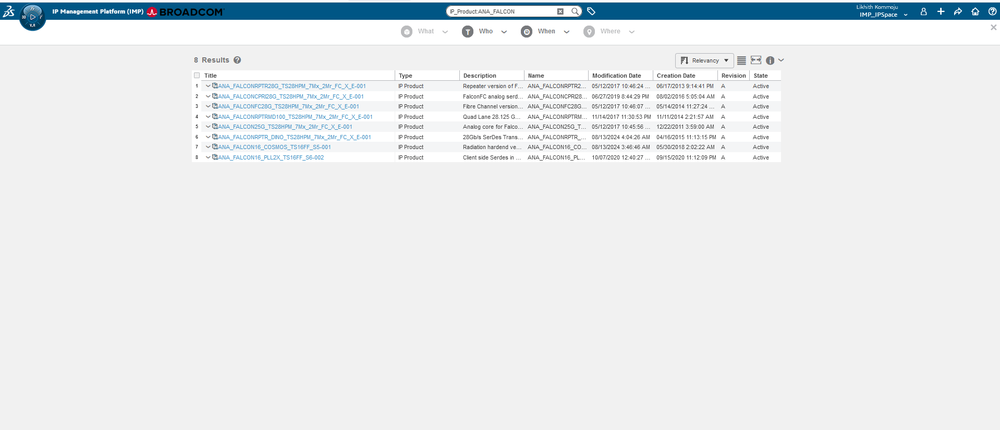 IP Management Platform (IMP) BROADCOM
IP_Product:ANA_FALCON
Likhith Kommoju
IMP_IPSpace
3D
V.R
What Who When Where
8 Results
Relevancy
Title Type Description Name Modification Date Creation Date Revision State
1 ANA_FALCONRPTR28G_TS28HPM_7Mx_2Mr_FC_X_E-001 IP Product Repeater version of F... ANA_FALCONRPTR2... 05/12/2017 10:46:24 ... 06/17/2013 9:14:41 PM A Active
2 ANA_FALCONCPRI28G_TS28HPM_7Mx_2Mr_FC_X_E-001 IP Product FalconFC analog serd... ANA_FALCONCPRI28... 06/27/2019 8:44:29 PM 08/02/2016 5:05:04 AM A Active
3 ANA_FALCONFC28G_TS28HPM_7Mx_2Mr_FC_X_E-001 IP Product Fibre Channel version... ANA_FALCONFC28G... 05/12/2017 10:46:07 ... 05/14/2014 11:27:24 ... A Active
4 ANA_FALCONRPTRMD100_TS28HPM_7Mx_2Mr_FC_X_E-001 IP Product Quad Lane 28.125 G... ANA_FALCONRPTRM... 11/14/2017 11:30:53 PM 11/11/2014 2:21:57 AM A Active
5 ANA_FALCON25G_TS28HPM_7Mx_2Mr_FC_X_E-001 IP Product Analog core for Falco... ANA_FALCON25G_T... 05/12/2017 10:45:56 ... 12/22/2011 3:59:00 AM A Active
6 ANA_FALCONRPTR_DINO_TS28HPM_7Mx_2Mr_FC_X_E-001 IP Product 28Gb/s SerDes Trans... ANA_FALCONRPTR_... 08/13/2024 4:04:26 AM 04/16/2015 11:13:15 PM A Active
7 ANA_FALCON16_COSMOS_TS16FF_S5-001 IP Product Radiation hardend ve... ANA_FALCON16_CO... 08/13/2024 3:46:46 AM 05/30/2018 2:02:22 AM A Active
8 ANA_FALCON16_PLL2X_TS16FF_S6-002 IP Product Client side Serdes in ... ANA_FALCON16_PL... 10/07/2020 12:40:27 ... 09/15/2020 11:12:09 PM A Active